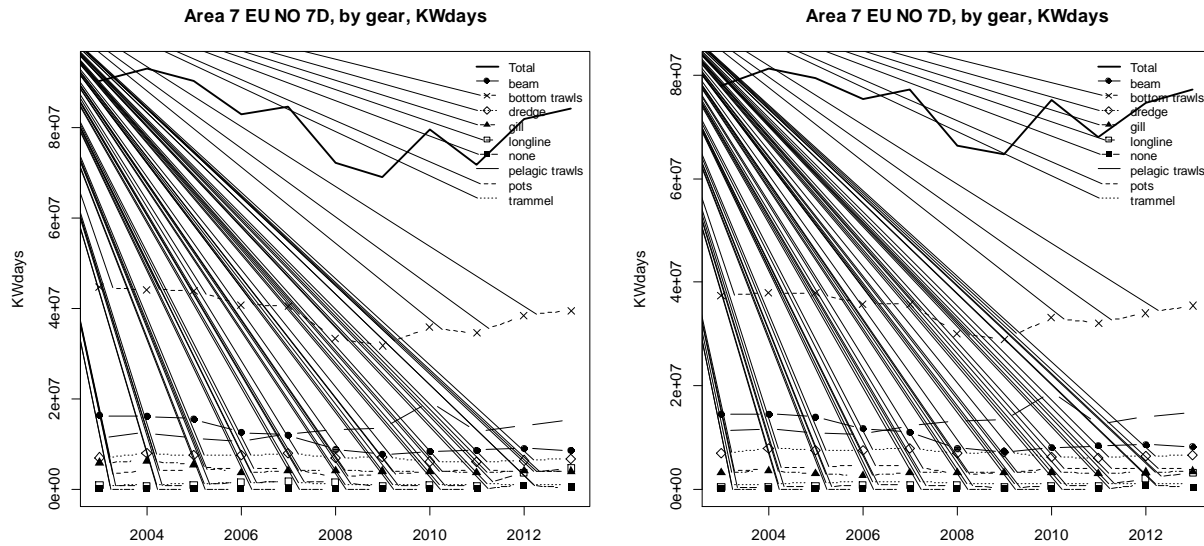 Area 7 EU NO 7D, by gear, KWdays
KWdays
0e+00
2e+07
4e+07
6e+07
8e+07
2004
2006
2008
2010
2012
Total
beam
bottom trawls
dredge
gill
longline
none
pelagic trawls
pots
trammel
Area 7 EU NO 7D, by gear, KWdays
KWdays
0e+00
2e+07
4e+07
6e+07
8e+07
2004
2006
2008
2010
2012
Total
beam
bottom trawls
dredge
gill
longline
none
pelagic trawls
pots
trammel